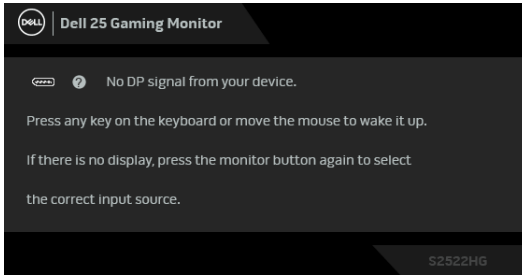 DELL
Dell 25 Gaming Monitor
? No DP signal from your device.
Press any key on the keyboard or move the mouse to wake it up.
If there is no display, press the monitor button again to select
the correct input source.
S2522HG